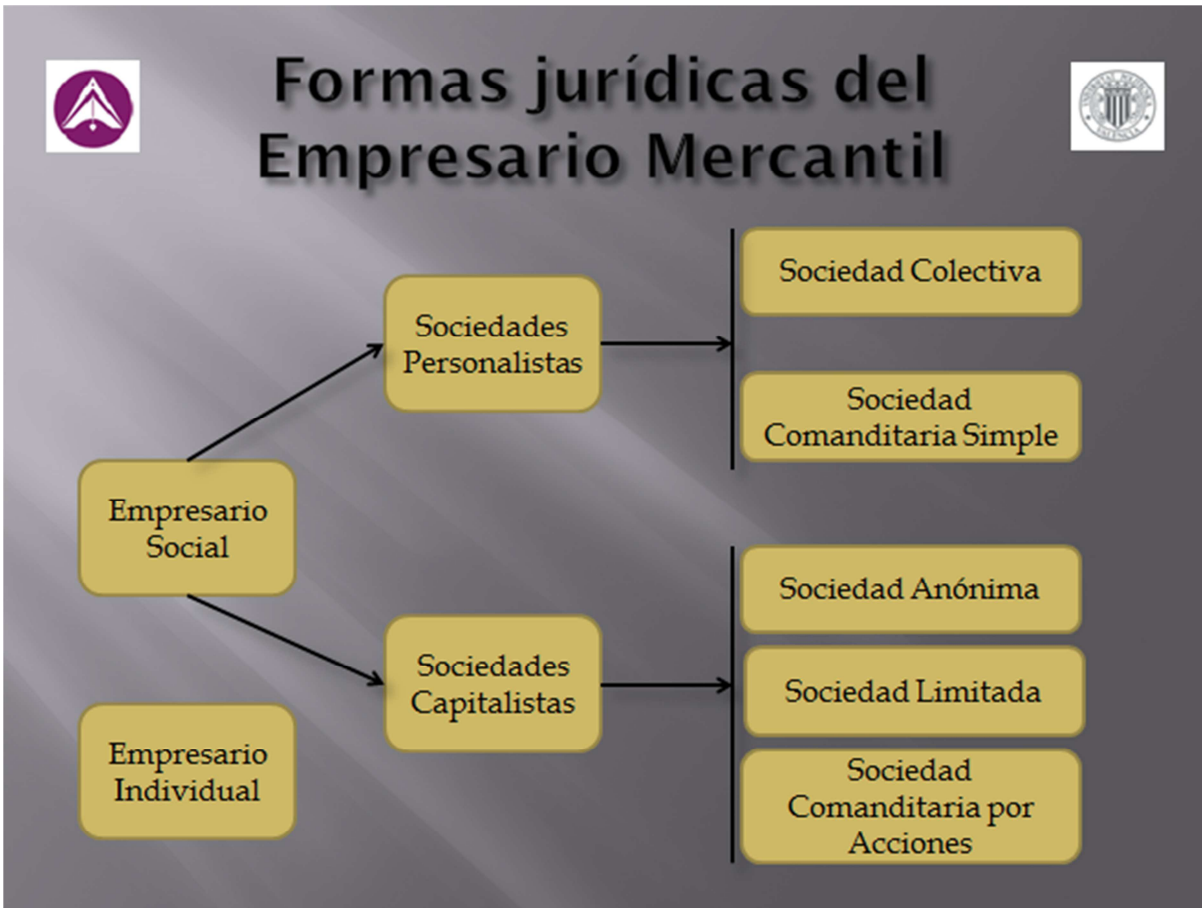 Formas jurídicas del
Empresario Mercantil
Sociedad Colectiva
Sociedades
Personalistas
Sociedad
Comanditaria Simple
Empresario
Social
Sociedad Anónima
Sociedades
Capitalistas
Sociedad Limitada
Empresario
Individual
Sociedad
Comanditaria por
Acciones